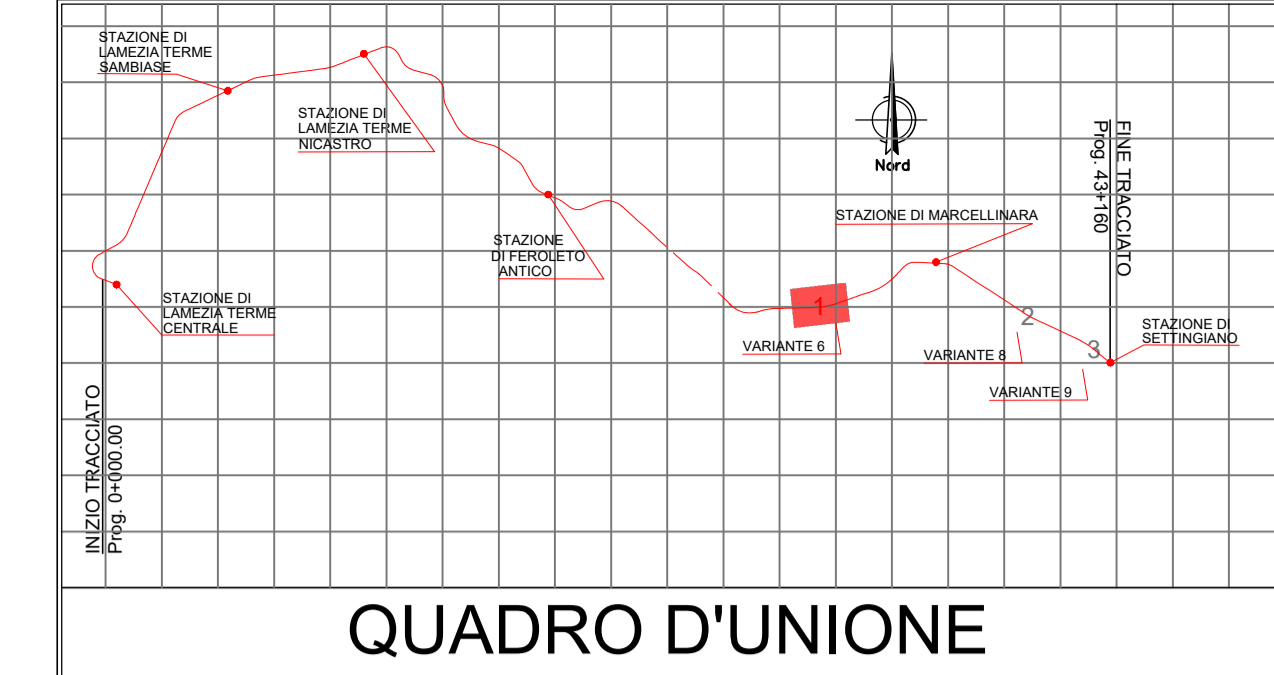 STAZIONE DI
LAMEZIA TERME
SAMBIASE
STAZIONE DI
LAMEZIA TERME
NICASTRO
Nord
FINE TRACCIATO
Prog. 43+160
STAZIONE DI MARCELLINARA
STAZIONE
DI FEROLETO
ANTICO
STAZIONE DI
LAMEZIA TERME
CENTRALE
1
2
3
VARIANTE 6
VARIANTE 8
VARIANTE 9
STAZIONE DI
SETTINGIANO
INIZIO TRACCIATO
Prog. 0+000.00
QUADRO D'UNIONE